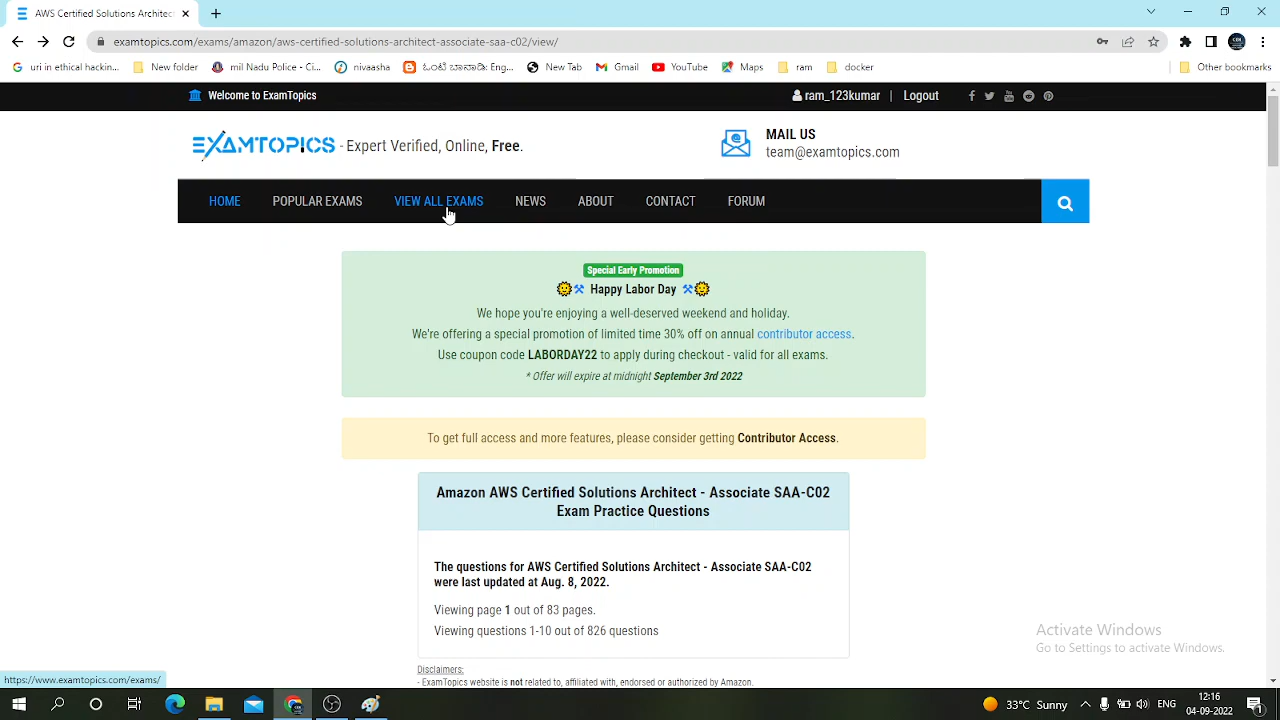 AWS Certified Solutions Architec
examtopics.com/exams/amazon/aws-certified-solutions-architect-associate-saa-c02/view/
uri in ethical hackin... New folder mil Nadu Police - Ci... nivaasha Eng... New Tab Gmail YouTube Maps ram docker Other bookmarks
Welcome to ExamTopics ram_123kumar | Logout
EXAMTOPICS - Expert Verified, Online, Free.
MAIL US
team@examtopics.com
HOME POPULAR EXAMS VIEW ALL EXAMS NEWS ABOUT CONTACT FORUM
Special Early Promotion
Happy Labor Day
We hope you're enjoying a well-deserved weekend and holiday.
We're offering a special promotion of limited time 30% off on annual contributor access.
Use coupon code LABORDAY22 to apply during checkout - valid for all exams.
* Offer will expire at midnight September 3rd 2022
To get full access and more features, please consider getting Contributor Access.
Amazon AWS Certified Solutions Architect - Associate SAA-C02
Exam Practice Questions
The questions for AWS Certified Solutions Architect - Associate SAA-C02
were last updated at Aug. 8, 2022.
Viewing page 1 out of 83 pages.
Viewing questions 1-10 out of 826 questions
Activate Windows
Go to Settings to activate Windows.
Disclaimers:
- ExamTopics website is not related to, affiliated with, endorsed or authorized by Amazon.
https://www.examtopics.com/exams/
33°C Sunny ENG 12:16
04-09-2022